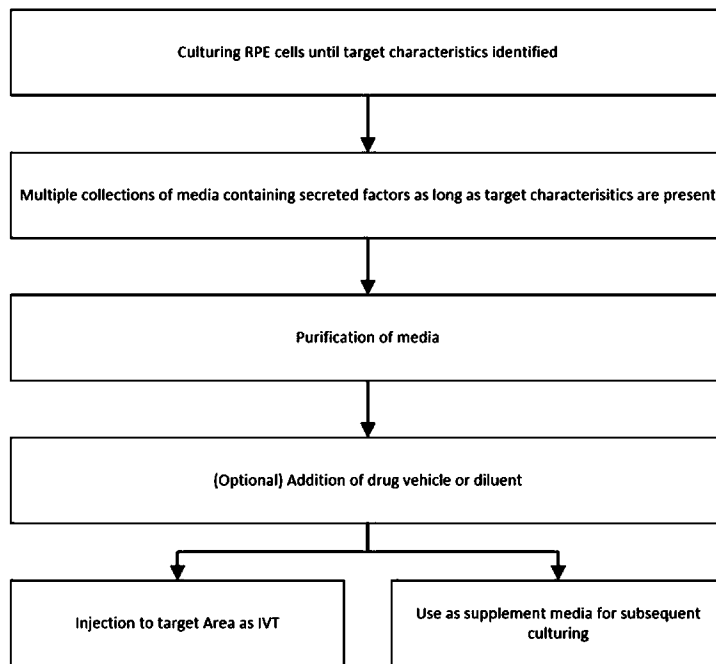 Culturing RPE cells until target characteristics identified
Multiple collections of media containing secreted factors as long as target characterisitics are present
Purification of media
(Optional) Addition of drug vehicle or diluent
Injection to target Area as IVT
Use as supplement media for subsequent
culturing